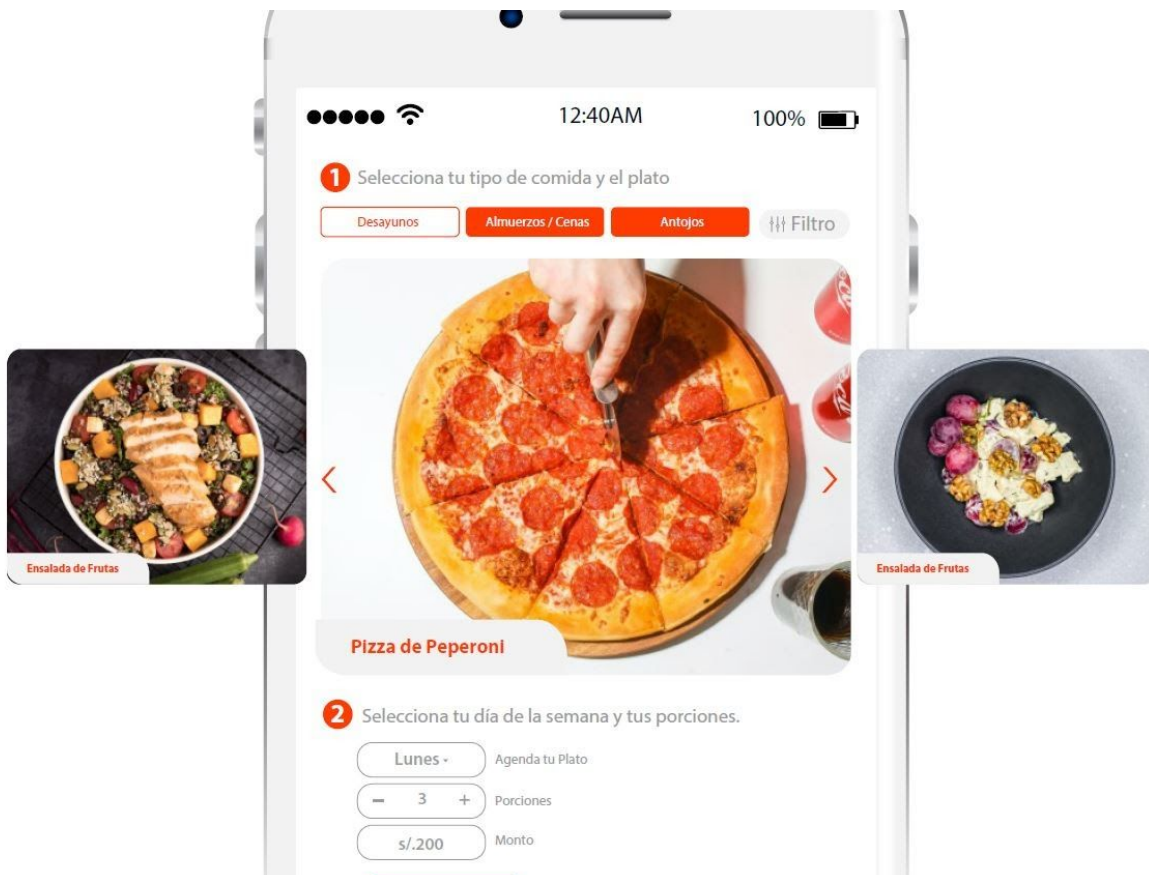 12:40AM
100%
1 Selecciona tu tipo de comida y el plato
Desayunos
Almuerzos / Cenas
Antojos
Filtro
Ensalada de Frutas
Pizza de Peperoni
Ensalada de Frutas
2 Selecciona tu día de la semana y tus porciones.
Lunes
Agenda tu Plato
– 3 +
Porciones
s/.200
Monto